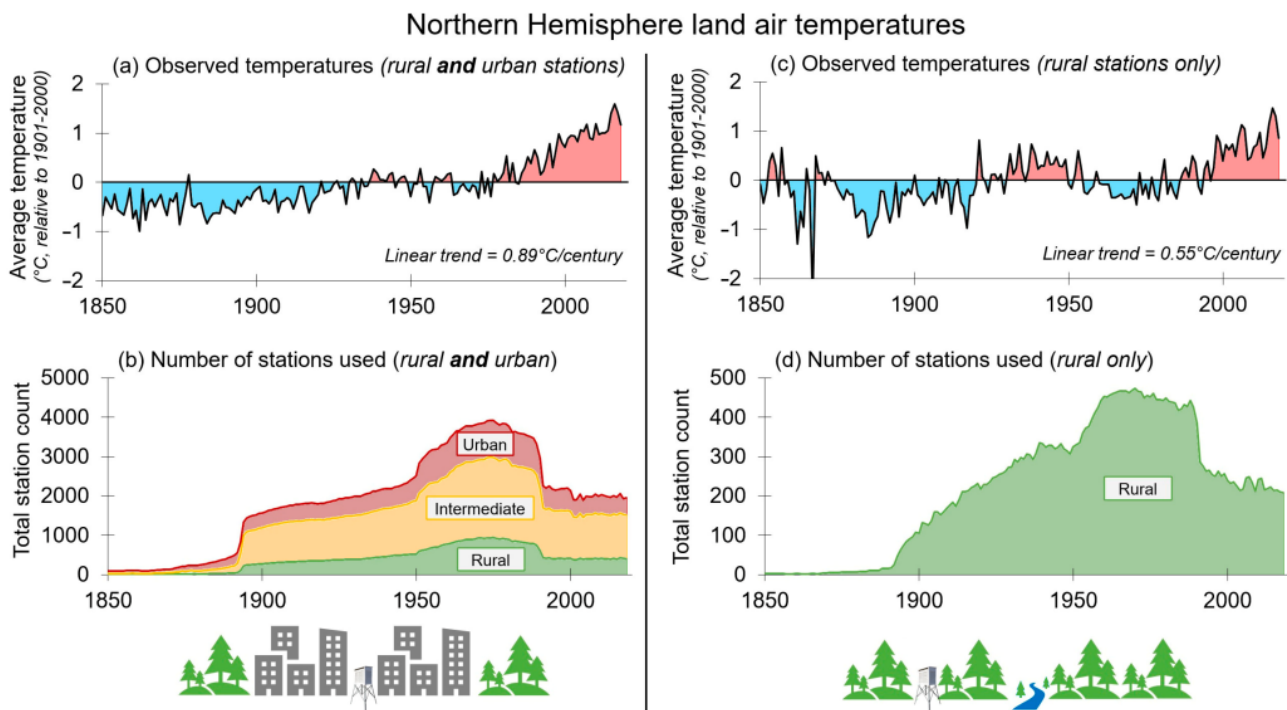 Northern Hemisphere land air temperatures
(a) Observed temperatures (rural and urban stations)
Average temperature
(°C, relative to 1901-2000)
2
1
0
−1
−2
Linear trend = 0.89°C/century
1850
1900
1950
2000
(b) Number of stations used (rural and urban)
Total station count
5000
4000
3000
2000
1000
0
Urban
Intermediate
Rural
1850
1900
1950
2000
(c) Observed temperatures (rural stations only)
Average temperature
(°C, relative to 1901-2000)
2
1
0
−1
−2
Linear trend = 0.55°C/century
1850
1900
1950
2000
(d) Number of stations used (rural only)
Total station count
500
400
300
200
100
0
Rural
1850
1900
1950
2000